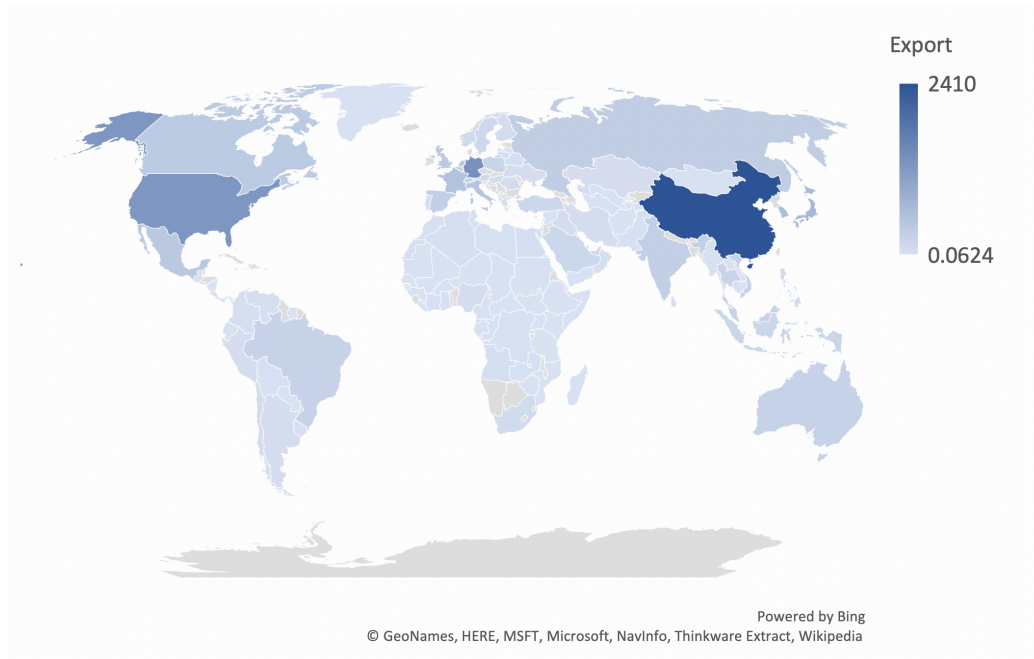 Export
2410
0.0624
Powered by Bing
© GeoNames, HERE, MSFT, Microsoft, NavInfo, Thinkware Extract, Wikipedia